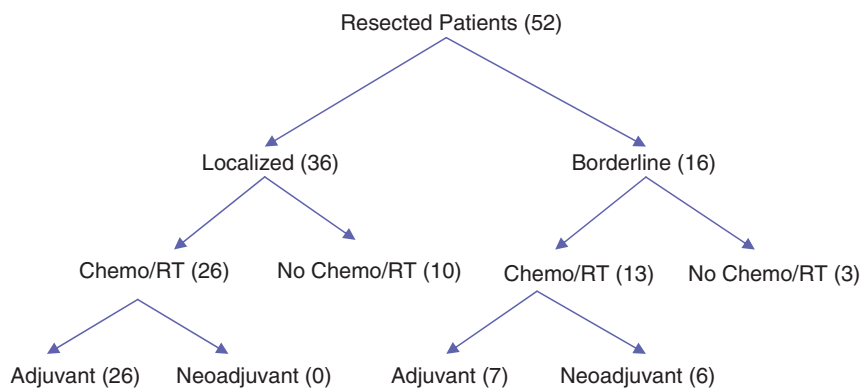 Resected Patients (52)
Localized (36) Borderline (16)
Chemo/RT (26) No Chemo/RT (10) Chemo/RT (13) No Chemo/RT (3)
Adjuvant (26) Neoadjuvant (0) Adjuvant (7) Neoadjuvant (6)